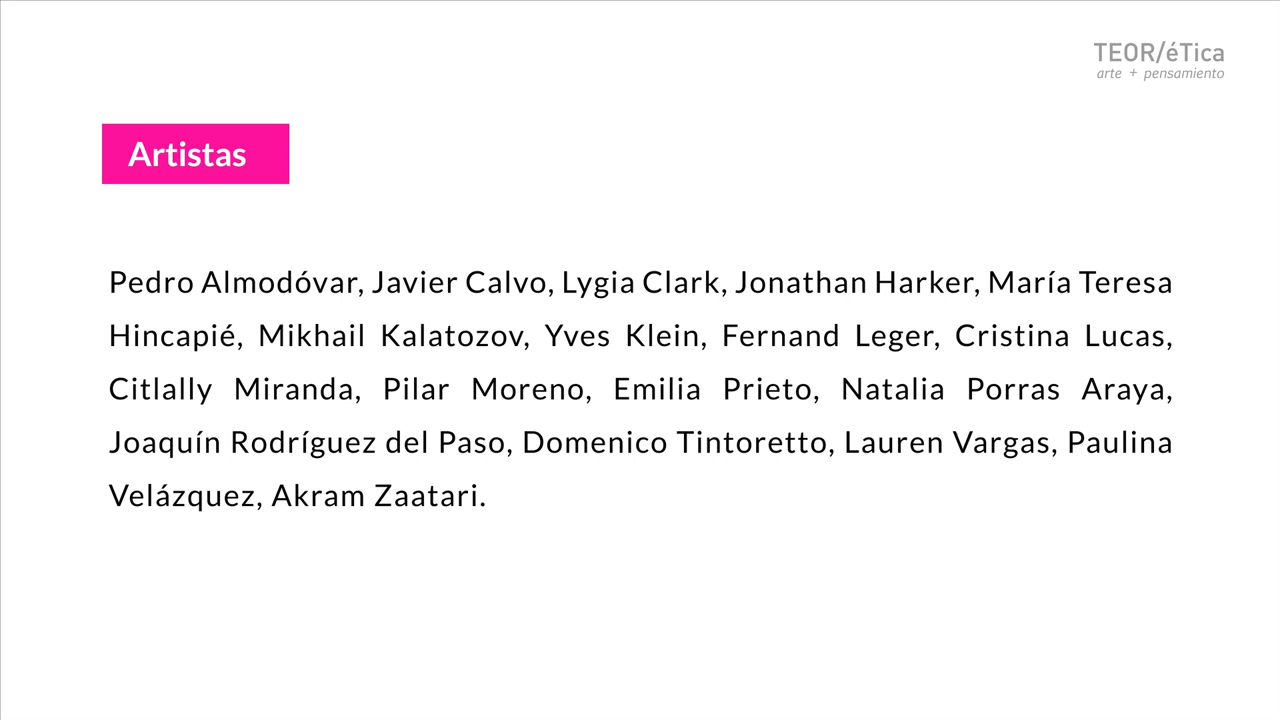 TEOR/éTica
arte + pensamiento
Artistas
Pedro Almodóvar, Javier Calvo, Lygia Clark, Jonathan Harker, María Teresa
Hincapié, Mikhail Kalatozov, Yves Klein, Fernand Leger, Cristina Lucas,
Citlally Miranda, Pilar Moreno, Emilia Prieto, Natalia Porras Araya,
Joaquín Rodríguez del Paso, Domenico Tintoretto, Lauren Vargas, Paulina
Velázquez, Akram Zaatari.